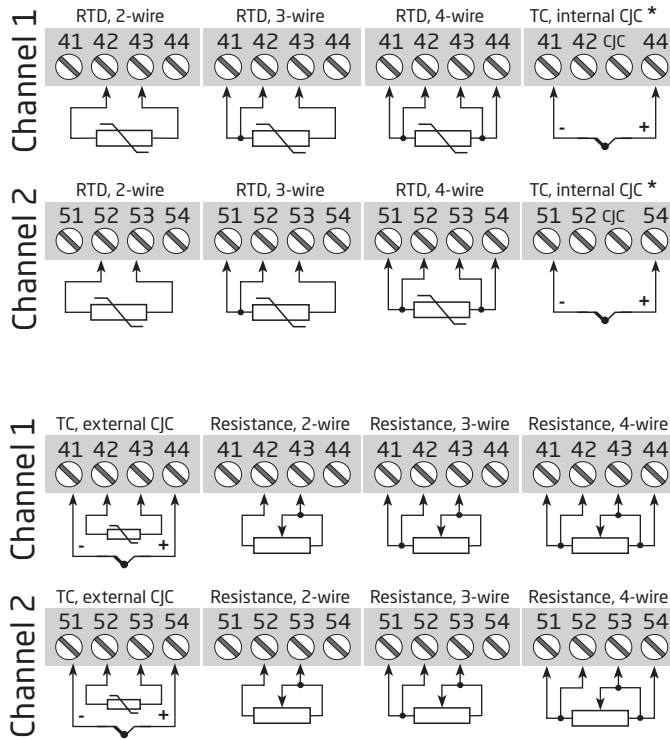 Channel 1
RTD, 2-wire
41 42 43 44
RTD, 3-wire
41 42 43 44
RTD, 4-wire
41 42 43 44
TC, internal CJC *
41 42 CJC 44
- +
Channel 2
RTD, 2-wire
51 52 53 54
RTD, 3-wire
51 52 53 54
RTD, 4-wire
51 52 53 54
TC, internal CJC *
51 52 CJC 54
- +
Channel 1
TC, external CJC
41 42 43 44
- +
Resistance, 2-wire
41 42 43 44
Resistance, 3-wire
41 42 43 44
Resistance, 4-wire
41 42 43 44
Channel 2
TC, external CJC
51 52 53 54
- +
Resistance, 2-wire
51 52 53 54
Resistance, 3-wire
51 52 53 54
Resistance, 4-wire
51 52 53 54